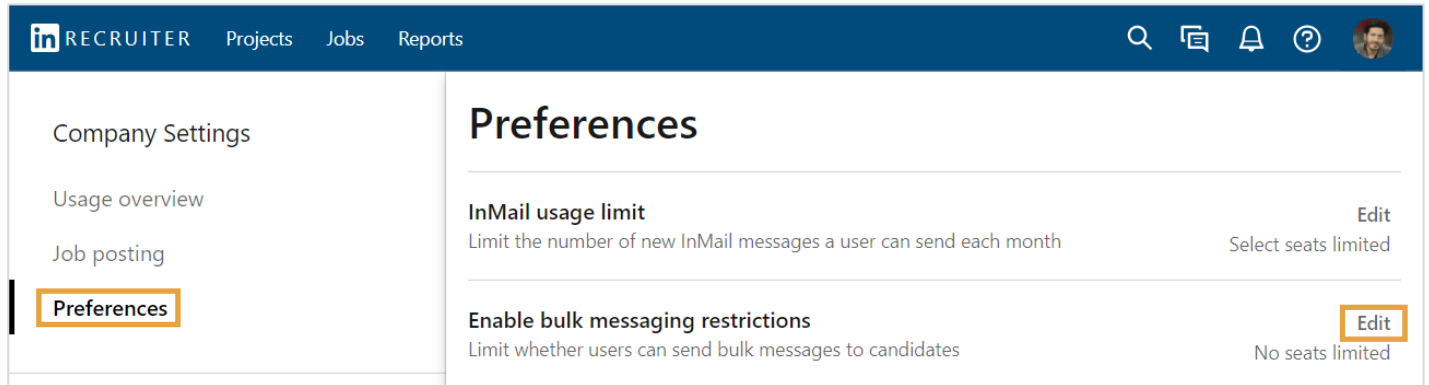 in RECRUITER Projects Jobs Reports
Company Settings
Usage overview
Job posting
Preferences
Preferences
InMail usage limit Edit
Limit the number of new InMail messages a user can send each month Select seats limited
Enable bulk messaging restrictions Edit
Limit whether users can send bulk messages to candidates No seats limited